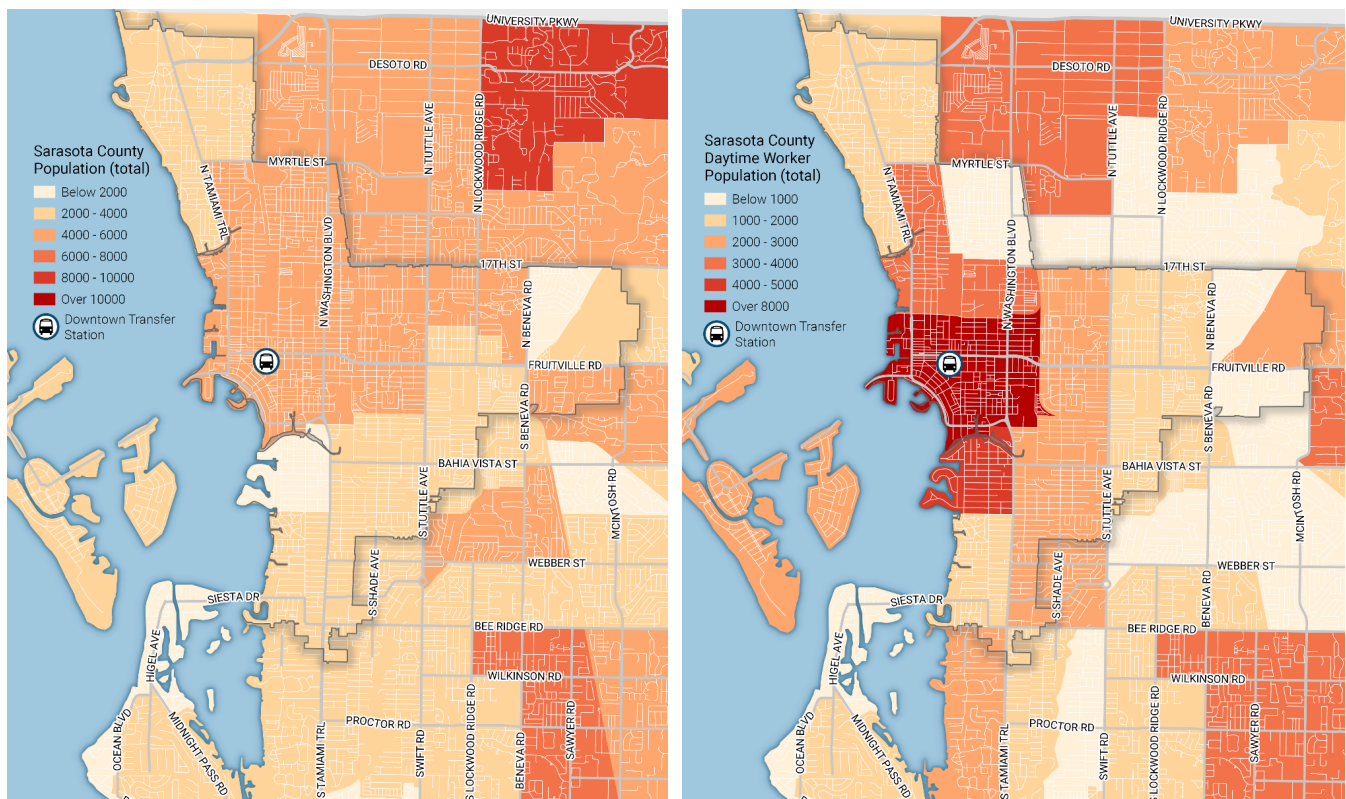 UNIVERSITY PKWY
DESOTO RD
N TUTTLE AVE
N LOCKWOOD RIDGE RD
Sarasota County
Population (total)
Below 2000
2000 - 4000
4000 - 6000
6000 - 8000
8000 - 10000
Over 10000
Downtown Transfer
Station
MYRTLE ST
N TAMIAMI TRL
N WASHINGTON BLVD
17TH ST
N BENEVA RD
FRUITVILLE RD
S BENEVA RD
BAHIA VISTA ST
S TUTTLE AVE
MCINTOSH RD
WEBBER ST
S SHADE AVE
SIESTA DR
BEE RIDGE RD
HIGEL AVE
WILKINSON RD
OCEAN BLVD
MIDNIGHT PASS RD
PROCTOR RD
S TAMIAMI TRL
SWIFT RD
S LOCKWOOD RIDGE RD
BENEVA RD
SAWYER RD
UNIVERSITY PKWY
DESOTO RD
N TUTTLE AVE
N LOCKWOOD RIDGE RD
Sarasota County
Daytime Worker
Population (total)
Below 1000
1000 - 2000
2000 - 3000
3000 - 4000
4000 - 5000
Over 8000
Downtown Transfer
Station
MYRTLE ST
N TAMIAMI TRL
N WASHINGTON BLVD
17TH ST
N BENEVA RD
FRUITVILLE RD
S BENEVA RD
BAHIA VISTA ST
S TUTTLE AVE
MCINTOSH RD
WEBBER ST
S SHADE AVE
BENEVA RD
SIESTA DR
BEE RIDGE RD
HIGEL AVE
WILKINSON RD
OCEAN BLVD
MIDNIGHT PASS RD
PROCTOR RD
S TAMIAMI TRL
SWIFT RD
S LOCKWOOD RIDGE RD
SAWYER RD